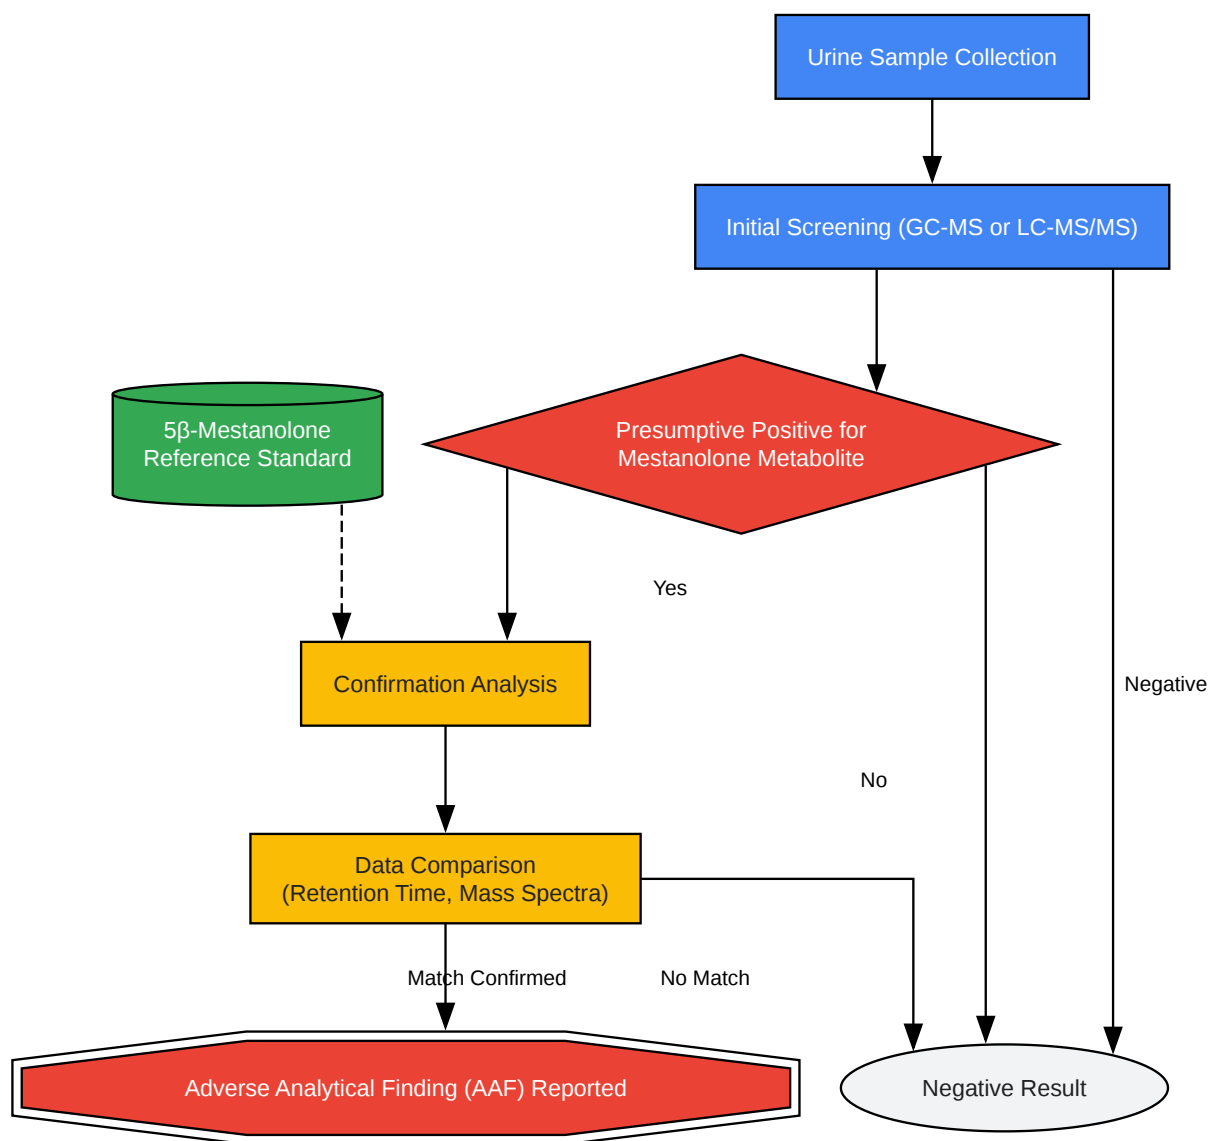 Urine Sample Collection
Initial Screening (GC-MS or LC-MS/MS)
5β-Mestanolone
Reference Standard
Presumptive Positive for
Mestanolone Metabolite
Yes
Confirmation Analysis
Negative
No
Data Comparison
(Retention Time, Mass Spectra)
Match Confirmed
No Match
Adverse Analytical Finding (AAF) Reported
Negative Result